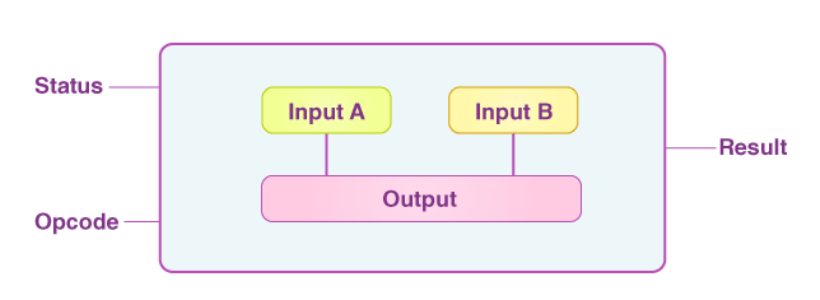 Status
Input A
Input B
Result
Output
Opcode